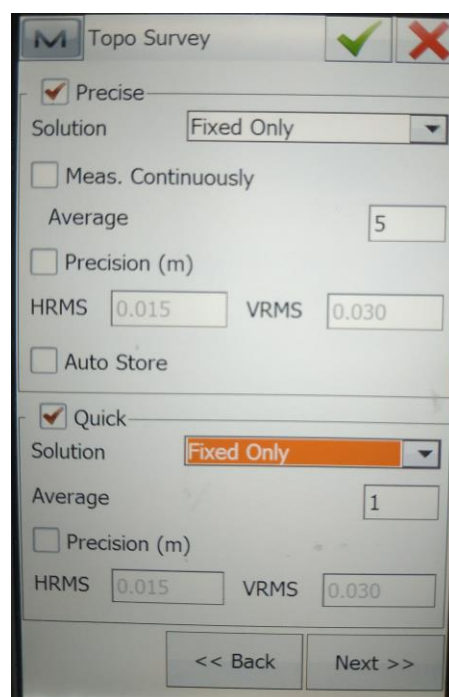 M Topo Survey
Precise
Solution Fixed Only
Meas. Continuously
Average 5
Precision (m)
HRMS 0.015 VRMS 0.030
Auto Store
Quick
Solution Fixed Only
Average 1
Precision (m)
HRMS 0.015 VRMS 0.030
<< Back Next >>